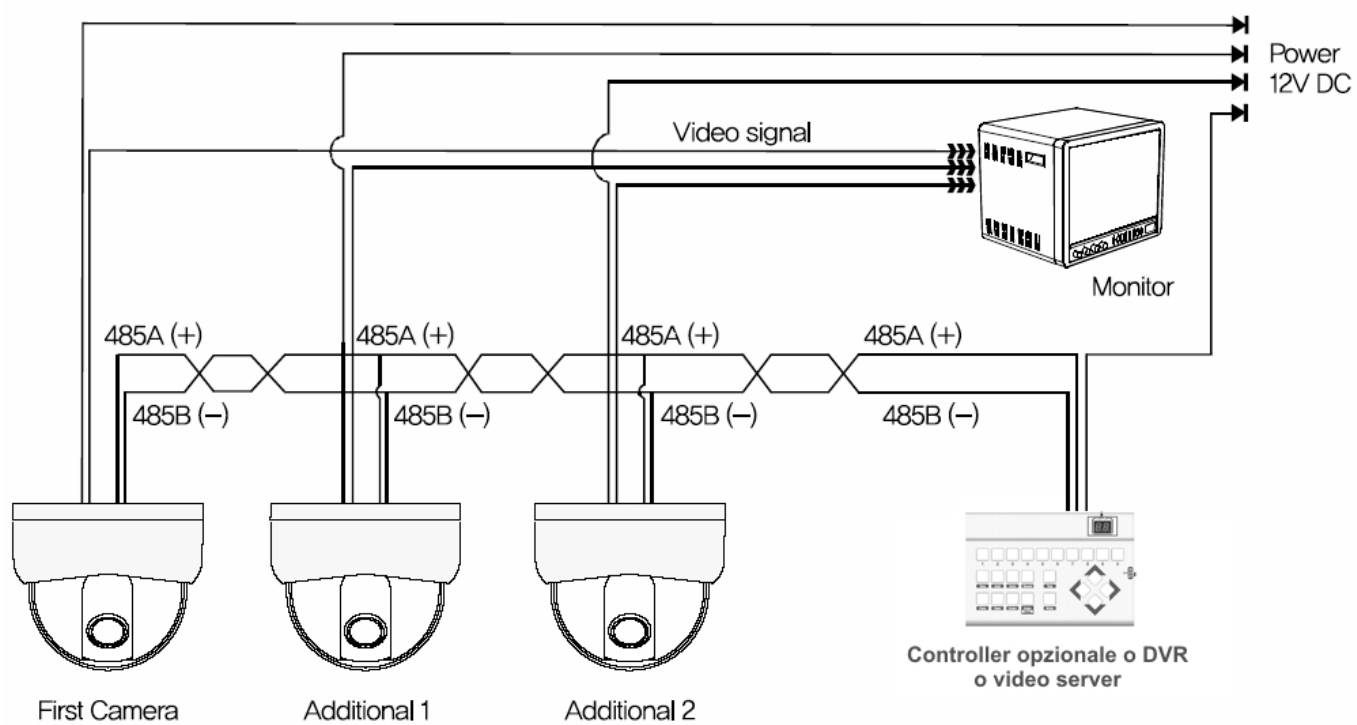 Power
12V DC
Video signal
Monitor
485A (+)
485A (+)
485A (+)
485A (+)
485B (−)
485B (−)
485B (−)
485B (−)
Controller opzionale o DVR
o video server
First Camera
Additional 1
Additional 2